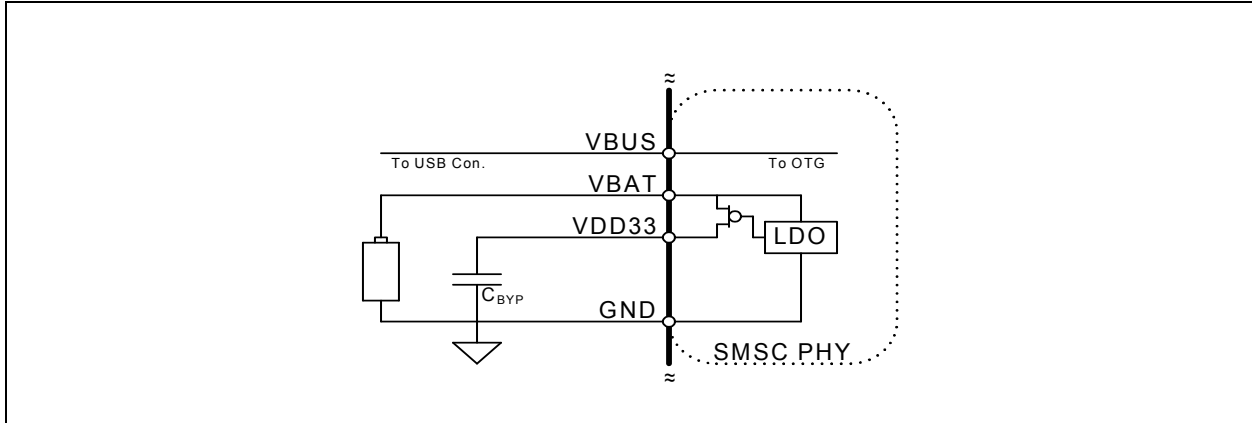 ≈
VBUS
To USB Con.
To OTG
VBAT
VDD33
LDO
CBYP
GND
SMSC PHY
≈